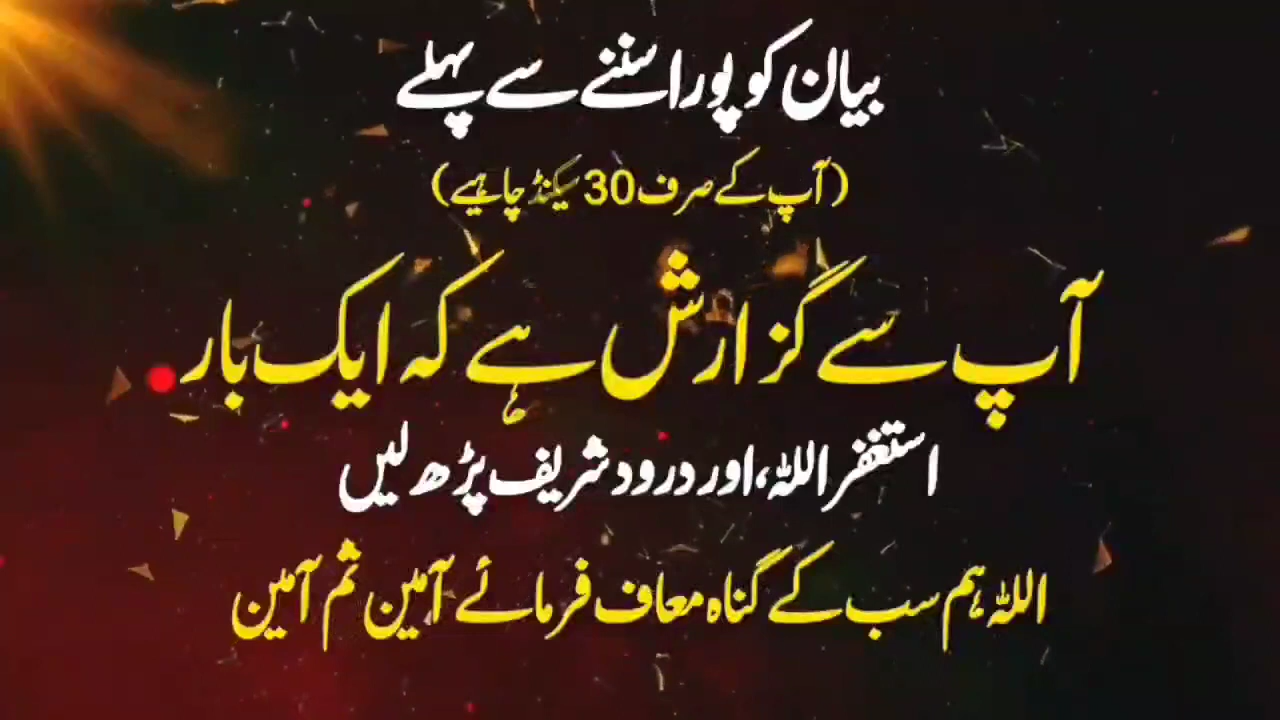 بیان کو پورا سننے سے پہلے
(آپ کے صرف 30 سیکنڈ چاہیے)
آپ سے گزارش ہے کہ ایک بار
استغفر اللہ، اور درود شریف پڑھ لیں
اللہ ہم سب کے گناہ معاف فرمائے آمین ثم آمین